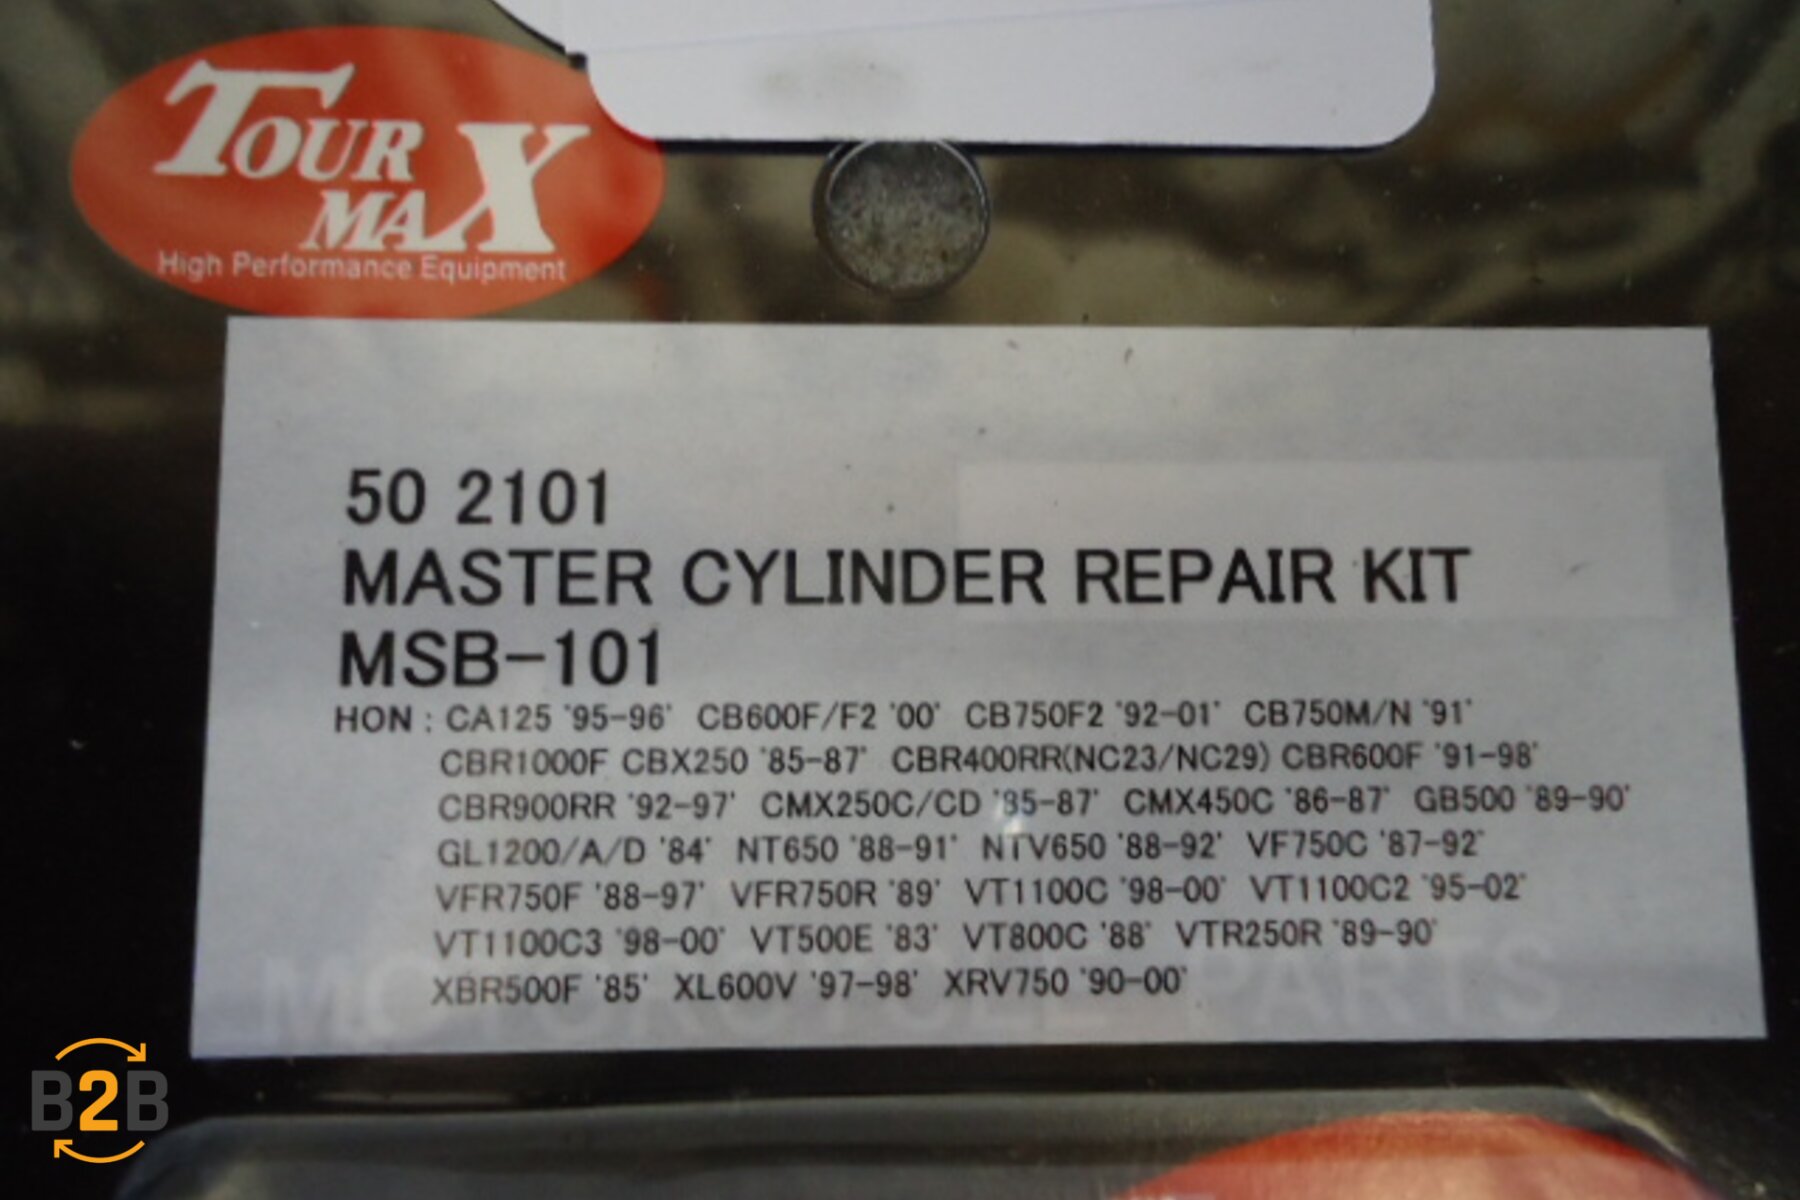 TOUR
MAX
High Performance Equipment
50 2101
MASTER CYLINDER REPAIR KIT
MSB-101
HON : CA125 '95-96' CB600F/F2 '00' CB750F2 '92-01' CB750M/N '91'
CBR1000F CBX250 '85-87' CBR400RR(NC23/NC29) CBR600F '91-98'
CBR900RR '92-97' CMX250C/CD '85-87' CMX450C '86-87' GB500 '89-90'
GL1200/A/D '84' NT650 '88-91' NTV650 '88-92' VF750C '87-92'
VFR750F '88-97' VFR750R '89' VT1100C '98-00' VT1100C2 '95-02'
VT1100C3 '98-00' VT500E '83' VT800C '88' VTR250R '89-90'
XBR500F '85' XL600V '97-98' XRV750 '90-00'
MOTORCYCLE PARTS
B2B